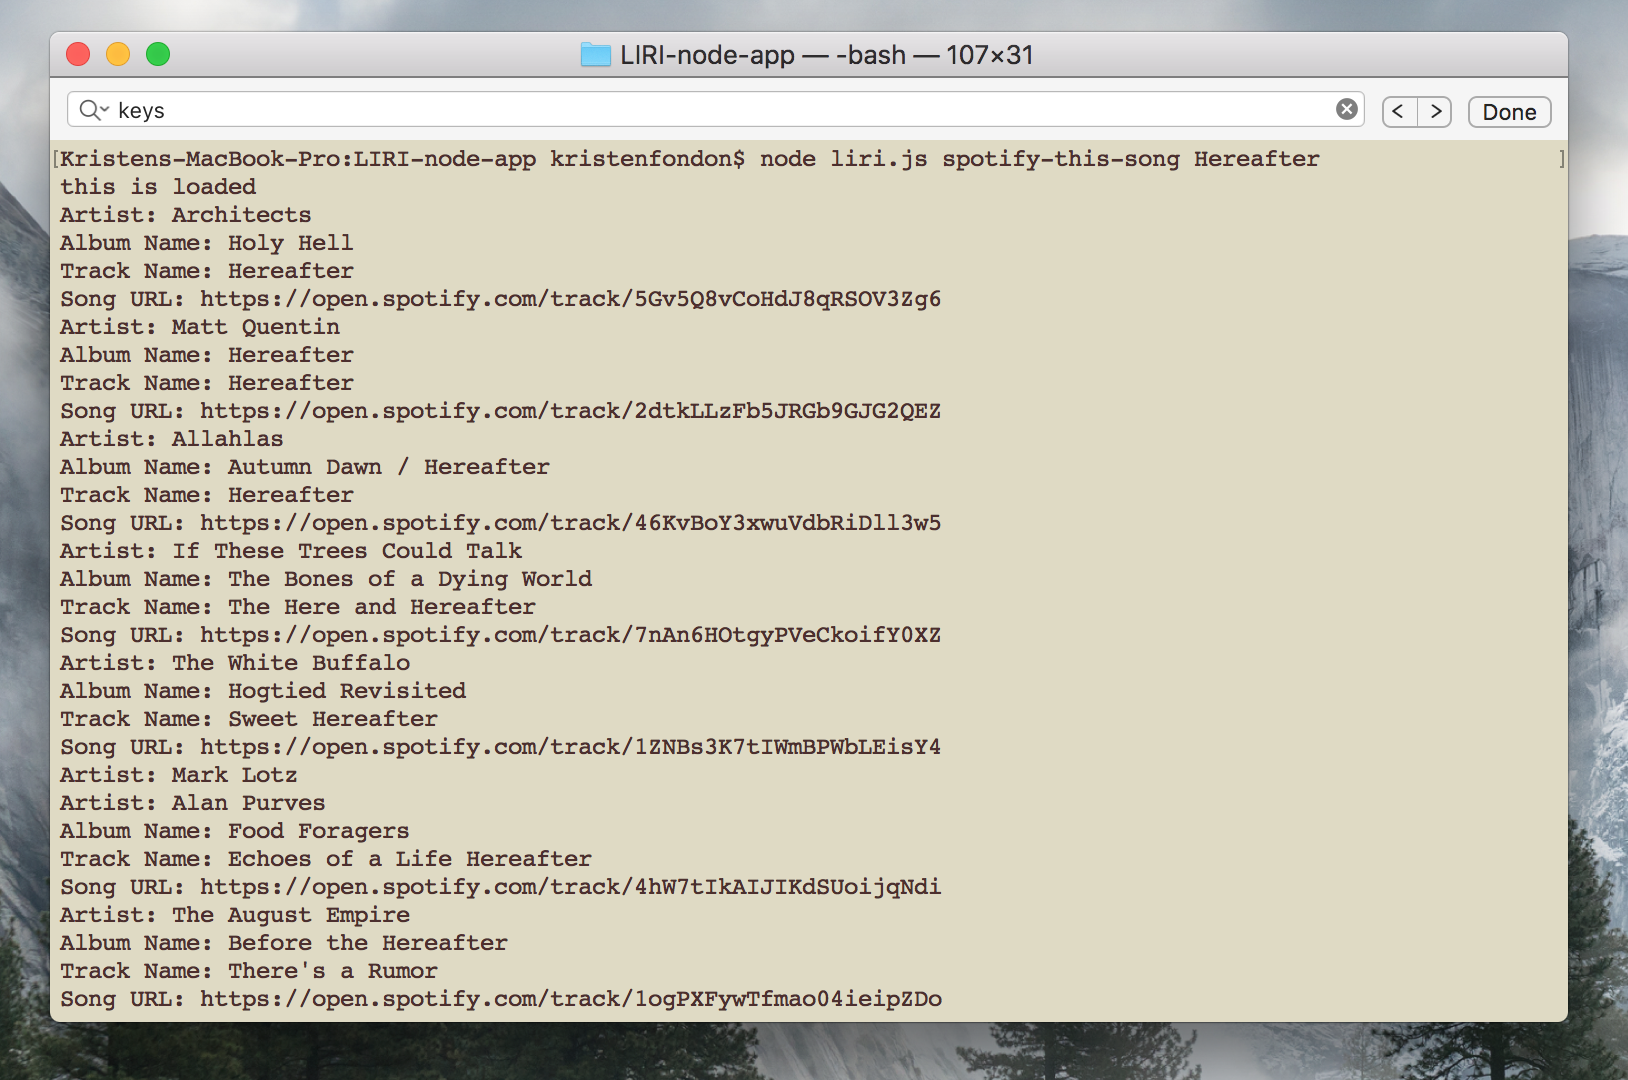 LIRI-node-app — -bash — 107×31
keys
< > Done
[Kristens-MacBook-Pro:LIRI-node-app kristenfondon$ node liri.js spotify-this-song Hereafter ]
this is loaded
Artist: Architects
Album Name: Holy Hell
Track Name: Hereafter
Song URL: https://open.spotify.com/track/5Gv5Q8vCoHdJ8qRSOV3Zg6
Artist: Matt Quentin
Album Name: Hereafter
Track Name: Hereafter
Song URL: https://open.spotify.com/track/2dtkLLzFb5JRGb9GJG2QEZ
Artist: Allahlas
Album Name: Autumn Dawn / Hereafter
Track Name: Hereafter
Song URL: https://open.spotify.com/track/46KvBoY3xwuVdbRiDll3w5
Artist: If These Trees Could Talk
Album Name: The Bones of a Dying World
Track Name: The Here and Hereafter
Song URL: https://open.spotify.com/track/7nAn6HOtgyPVeCkoifY0XZ
Artist: The White Buffalo
Album Name: Hogtied Revisited
Track Name: Sweet Hereafter
Song URL: https://open.spotify.com/track/1ZNBs3K7tIWmBPWbLEisY4
Artist: Mark Lotz
Artist: Alan Purves
Album Name: Food Foragers
Track Name: Echoes of a Life Hereafter
Song URL: https://open.spotify.com/track/4hW7tIkAIJIKdSUoijqNdi
Artist: The August Empire
Album Name: Before the Hereafter
Track Name: There's a Rumor
Song URL: https://open.spotify.com/track/1ogPXFywTfmao04ieipZDo